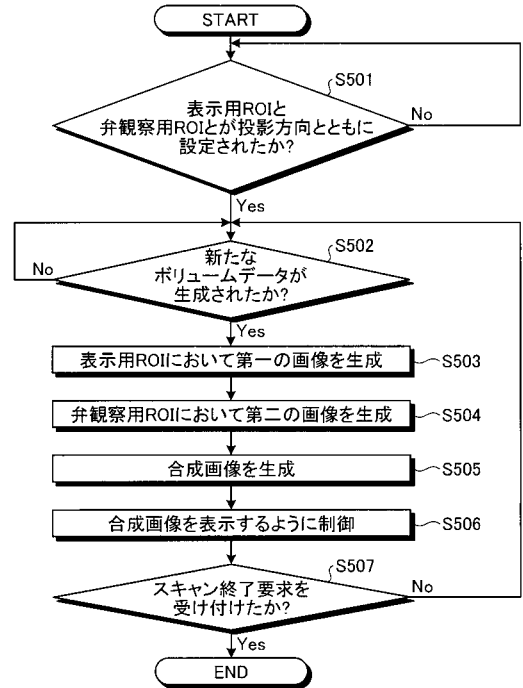 START
S501
表示用ROIと
弁観察用ROIとが投影方向とともに
設定されたか?
No
Yes
S502
新たな
ボリュームデータが
生成されたか?
No
Yes
表示用ROIにおいて第一の画像を生成
S503
弁観察用ROIにおいて第二の画像を生成
S504
合成画像を生成
S505
合成画像を表示するように制御
S506
S507
スキャン終了要求を
受け付けたか?
No
Yes
END